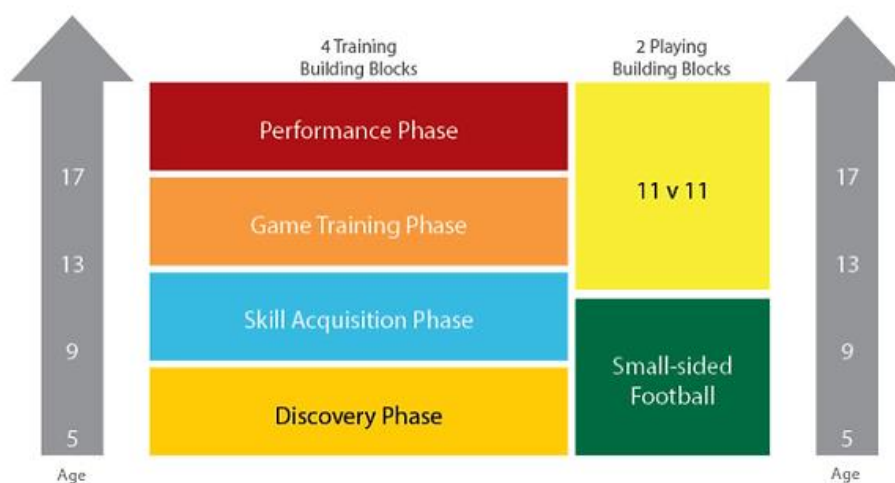 4 Training
Building Blocks
2 Playing
Building Blocks
Performance Phase
11 v 11
Game Training Phase
Skill Acquisition Phase
Small-sided
Football
Discovery Phase
17
13
9
5
Age
17
13
9
5
Age